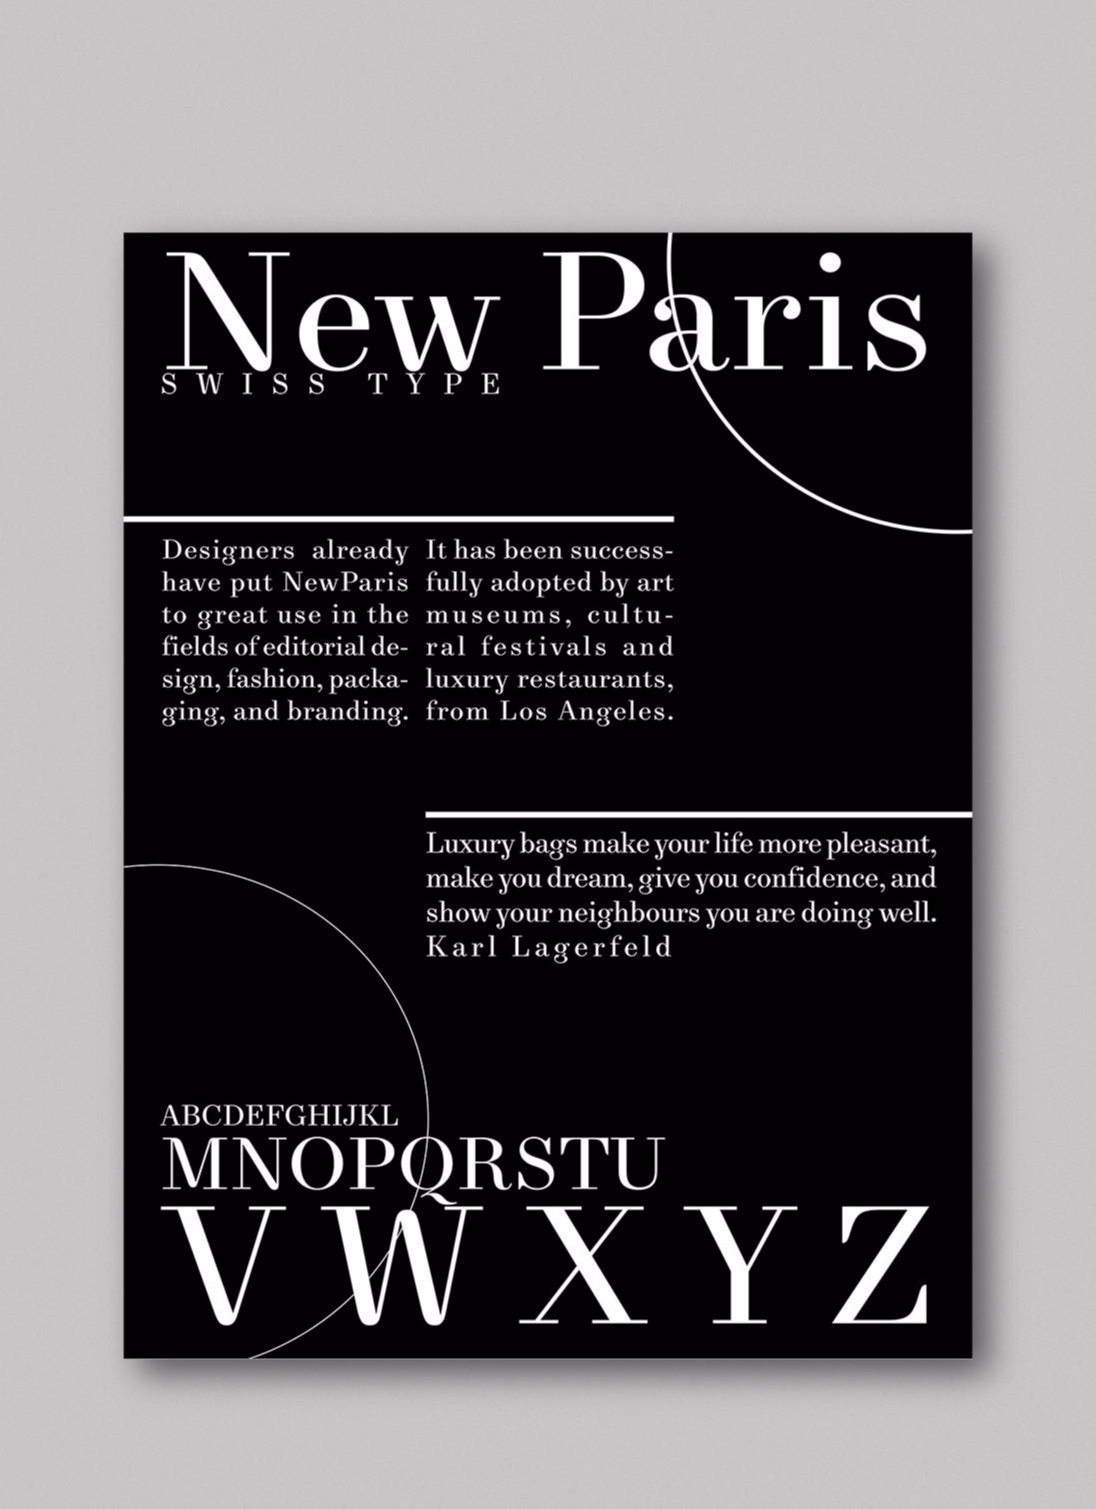 New Paris
SWISS TYPE
Designers already
have put NewParis
to great use in the
fields of editorial de-
sign, fashion, packa-
ging, and branding.
It has been success-
fully adopted by art
museums, cultu-
ral festivals and
luxury restaurants,
from Los Angeles.
Luxury bags make your life more pleasant,
make you dream, give you confidence, and
show your neighbours you are doing well.
Karl Lagerfeld
ABCDEFGHIJKL
MNOPQRSTU
VWXYZ